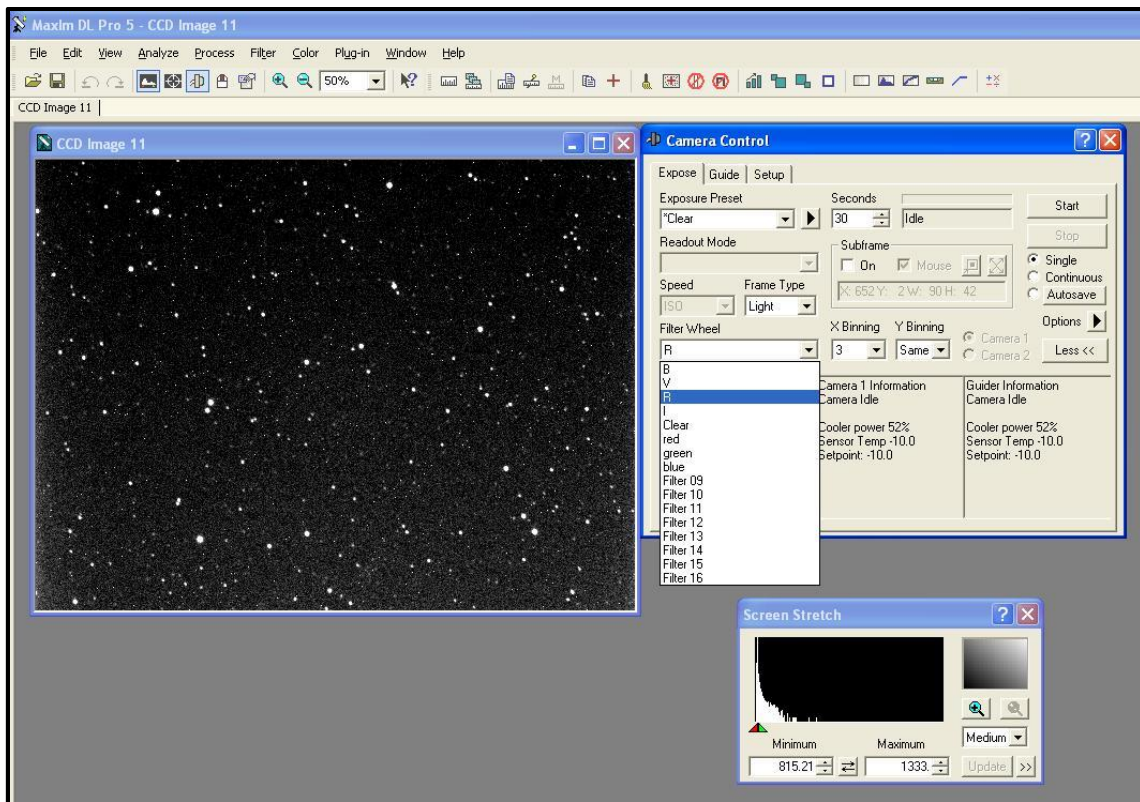 MaxIm DL Pro 5 - CCD Image 11
File Edit View Analyze Process Filter Color Plug-in Window Help
50%
CCD Image 11
CCD Image 11
Camera Control
Expose Guide Setup
Exposure Preset
*Clear
Seconds
30
Idle
Start
Stop
Readout Mode
Subframe
On
Mouse
X: 652 Y: 2 W: 90 H: 42
Single
Continuous
Autosave
Speed
ISO
Frame Type
Light
Options
Filter Wheel
R
X Binning
3
Y Binning
Same
Camera 1
Camera 2
Less <<
B
V
R
I
Clear
red
green
blue
Filter 09
Filter 10
Filter 11
Filter 12
Filter 13
Filter 14
Filter 15
Filter 16
Camera 1 Information
Camera Idle
Cooler power 52%
Sensor Temp -10.0
Setpoint: -10.0
Guider Information
Camera Idle
Cooler power 52%
Sensor Temp -10.0
Setpoint: -10.0
Screen Stretch
Medium
Minimum
Maximum
815.21
1333.
Update
>>